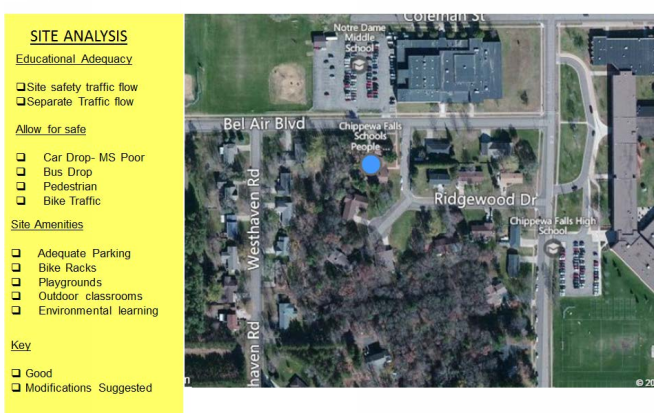 SITE ANALYSIS
Educational Adequacy
Site safety traffic flow
Separate Traffic flow
Allow for safe
Car Drop- MS Poor
Bus Drop
Pedestrian
Bike Traffic
Site Amenities
Adequate Parking
Bike Racks
Playgrounds
Outdoor classrooms
Environmental learning
Key
Good
Modifications Suggested
Coleman St
Notre Dame
Middle
School
Bel Air Blvd
Chippewa Falls
Schools
People ...
Westhaven Rd
Ridgewood Dr
Chippewa Falls High
School
haven Rd
© 20